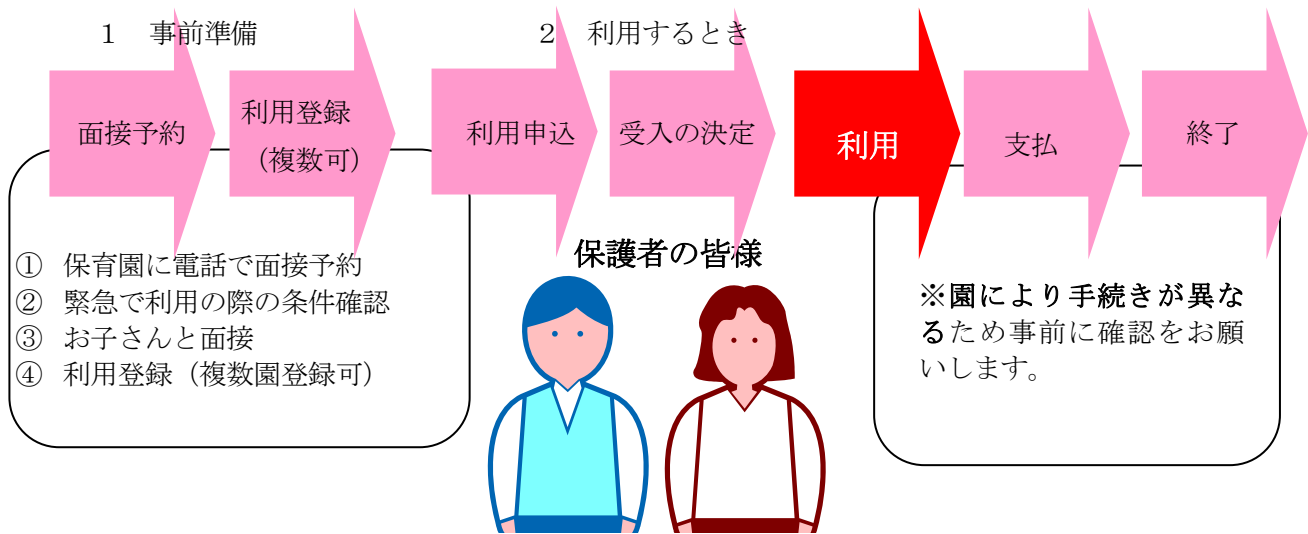 1　事前準備
2　利用するとき
面接予約
利用登録
（複数可）
利用申込
受入の決定
利用
支払
終了
① 保育園に電話で面接予約
② 緊急で利用の際の条件確認
③ お子さんと面接
④ 利用登録（複数園登録可）
保護者の皆様
※園により手続きが異な
るため事前に確認をお願
いします。